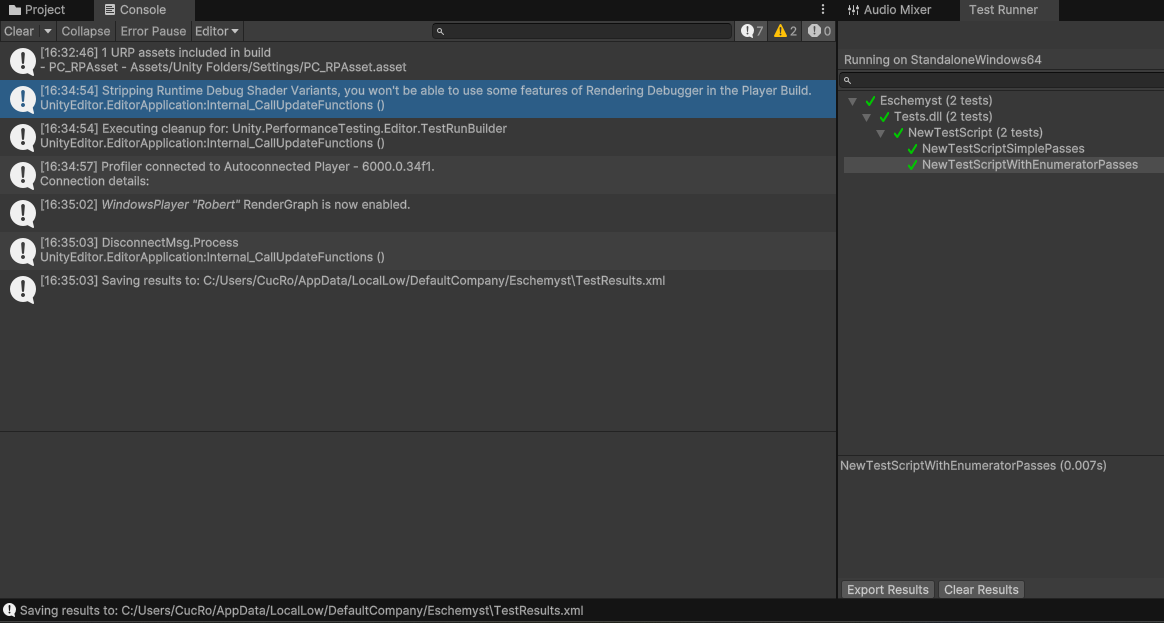 Project
Console
Clear
Collapse
Error Pause
Editor
7
2
0
[16:32:46] 1 URP assets included in build
- PC_RPAsset - Assets/Unity Folders/Settings/PC_RPAsset.asset
[16:34:54] Stripping Runtime Debug Shader Variants, you won't be able to use some features of Rendering Debugger in the Player Build.
UnityEditor.EditorApplication:Internal_CallUpdateFunctions ()
[16:34:54] Executing cleanup for: Unity.PerformanceTesting.Editor.TestRunBuilder
UnityEditor.EditorApplication:Internal_CallUpdateFunctions ()
[16:34:57] Profiler connected to Autoconnected Player - 6000.0.34f1.
Connection details:
[16:35:02] WindowsPlayer "Robert" RenderGraph is now enabled.
[16:35:03] DisconnectMsg.Process
UnityEditor.EditorApplication:Internal_CallUpdateFunctions ()
[16:35:03] Saving results to: C:/Users/CucRo/AppData/LocalLow/DefaultCompany/Eschemyst\TestResults.xml
Audio Mixer
Test Runner
Running on StandaloneWindows64
Eschemyst (2 tests)
Tests.dll (2 tests)
NewTestScript (2 tests)
NewTestScriptSimplePasses
NewTestScriptWithEnumeratorPasses
NewTestScriptWithEnumeratorPasses (0.007s)
Export Results
Clear Results
Saving results to: C:/Users/CucRo/AppData/LocalLow/DefaultCompany/Eschemyst\TestResults.xml